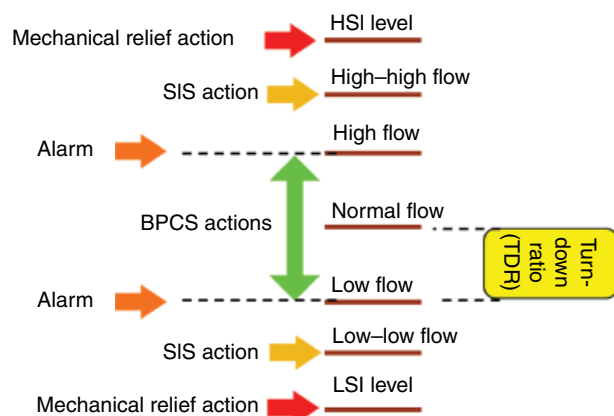 HSI level
Mechanical relief action
High–high flow
SIS action
High flow
Alarm
Normal flow
BPCS actions
Turn-
down
ratio
(TDR)
Low flow
Alarm
Low–low flow
SIS action
LSI level
Mechanical relief action